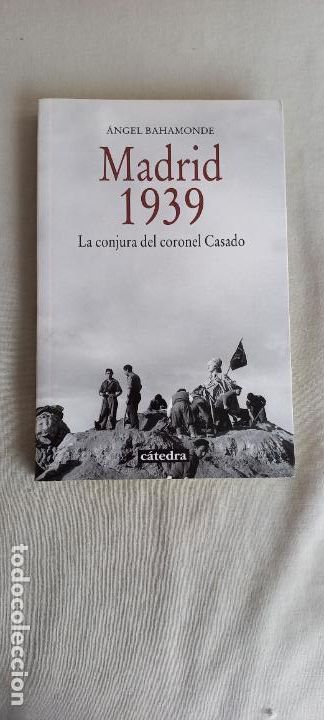 ÁNGEL BAHAMONDE
Madrid
1939
La conjura del coronel Casado
cátedra
todocoleccion